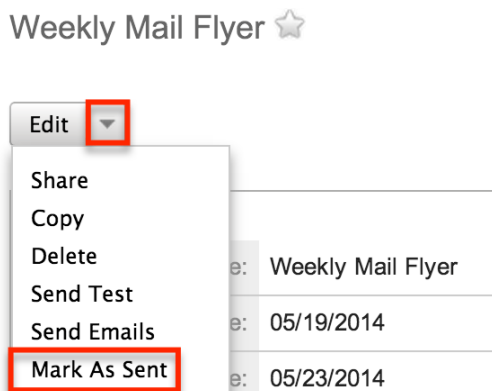 Weekly Mail Flyer
Edit
Share
Copy
Delete
Send Test
Send Emails
Mark As Sent
e: Weekly Mail Flyer
e: 05/19/2014
e: 05/23/2014